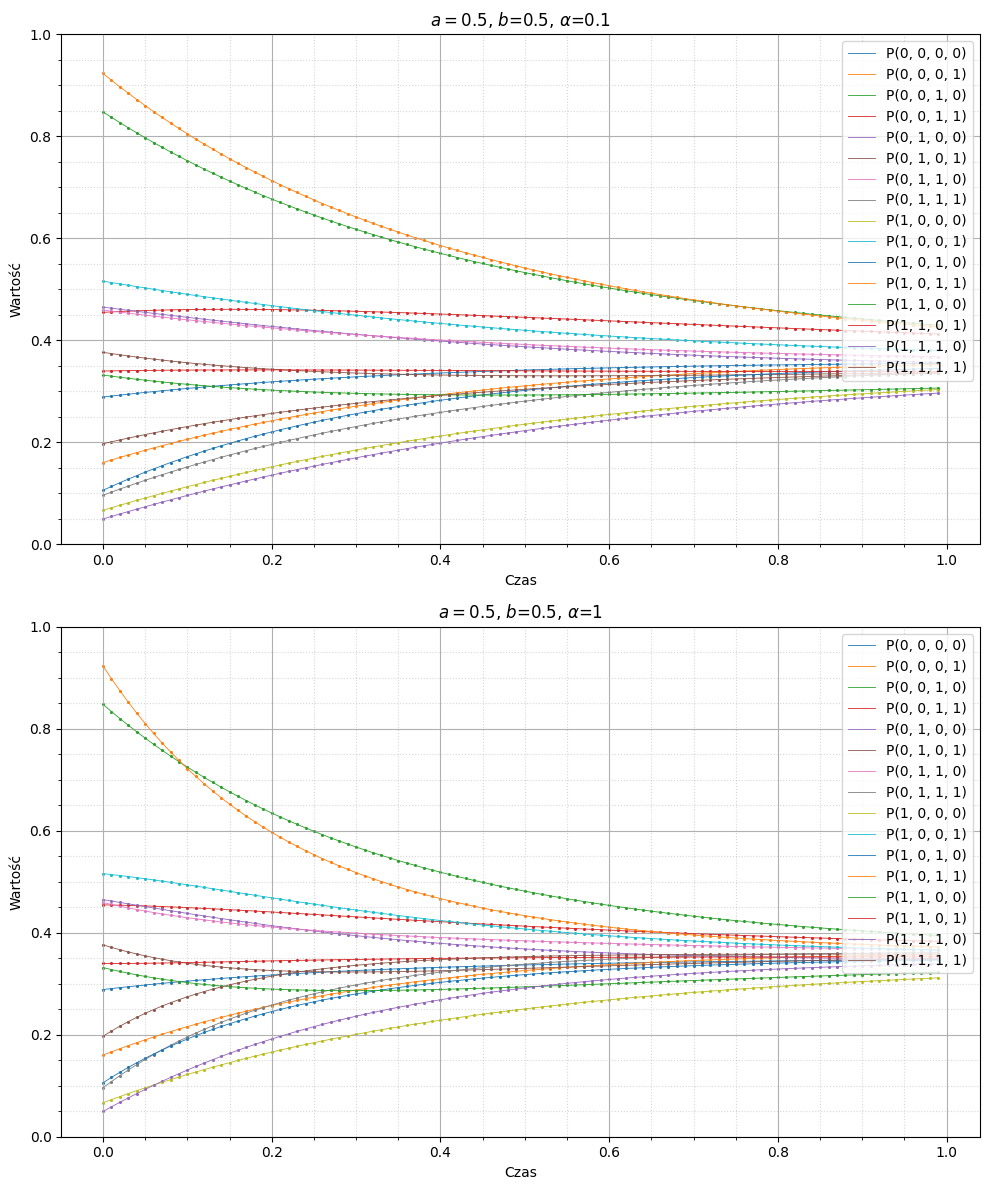 a = 0.5, b=0.5, α=0.1
1.0
0.8
0.6
0.4
0.2
0.0
Wartość
P(0, 0, 0, 0)
P(0, 0, 0, 1)
P(0, 0, 1, 0)
P(0, 0, 1, 1)
P(0, 1, 0, 0)
P(0, 1, 0, 1)
P(0, 1, 1, 0)
P(0, 1, 1, 1)
P(1, 0, 0, 0)
P(1, 0, 0, 1)
P(1, 0, 1, 0)
P(1, 0, 1, 1)
P(1, 1, 0, 0)
P(1, 1, 0, 1)
P(1, 1, 1, 0)
P(1, 1, 1, 1)
0.0 0.2 0.4 0.6 0.8 1.0
Czas
a = 0.5, b=0.5, α=1
1.0
0.8
0.6
0.4
0.2
0.0
Wartość
P(0, 0, 0, 0)
P(0, 0, 0, 1)
P(0, 0, 1, 0)
P(0, 0, 1, 1)
P(0, 1, 0, 0)
P(0, 1, 0, 1)
P(0, 1, 1, 0)
P(0, 1, 1, 1)
P(1, 0, 0, 0)
P(1, 0, 0, 1)
P(1, 0, 1, 0)
P(1, 0, 1, 1)
P(1, 1, 0, 0)
P(1, 1, 0, 1)
P(1, 1, 1, 0)
P(1, 1, 1, 1)
0.0 0.2 0.4 0.6 0.8 1.0
Czas